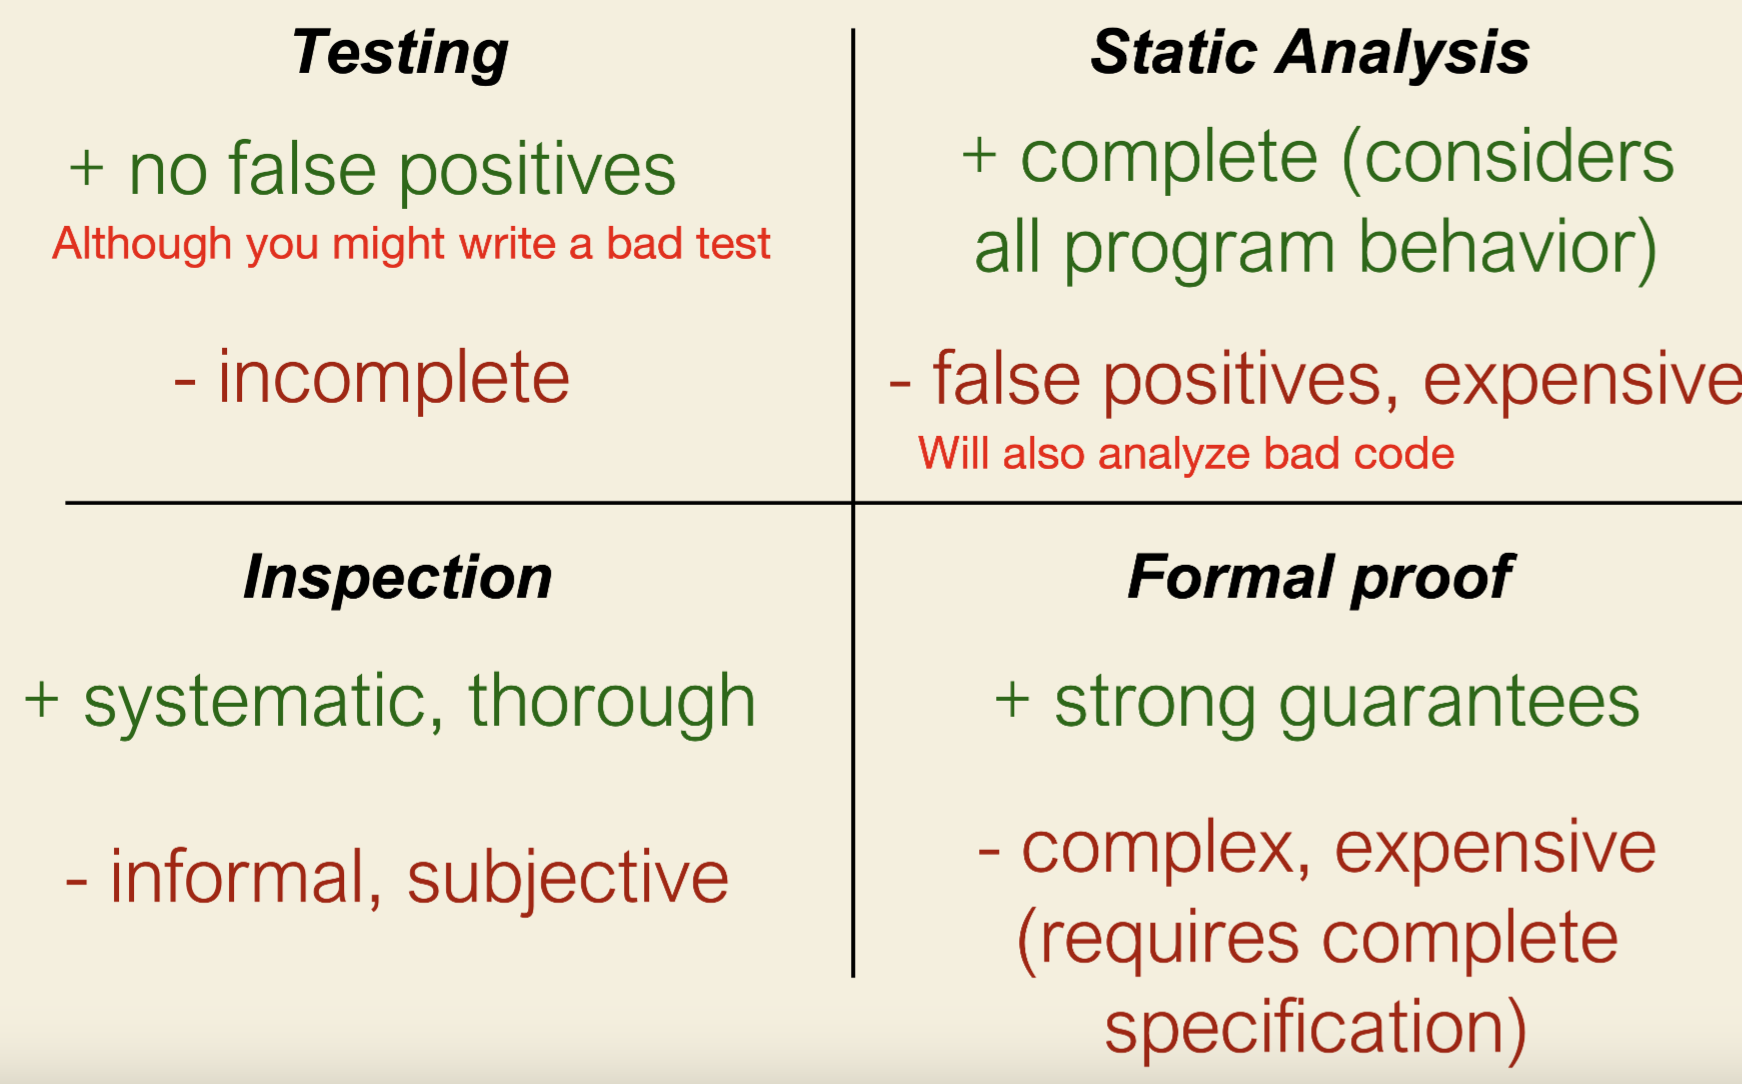 Testing
+ no false positives
Although you might write a bad test
- incomplete
Static Analysis
+ complete (considers
all program behavior)
- false positives, expensive
Will also analyze bad code
Inspection
+ systematic, thorough
- informal, subjective
Formal proof
+ strong guarantees
- complex, expensive
(requires complete
specification)